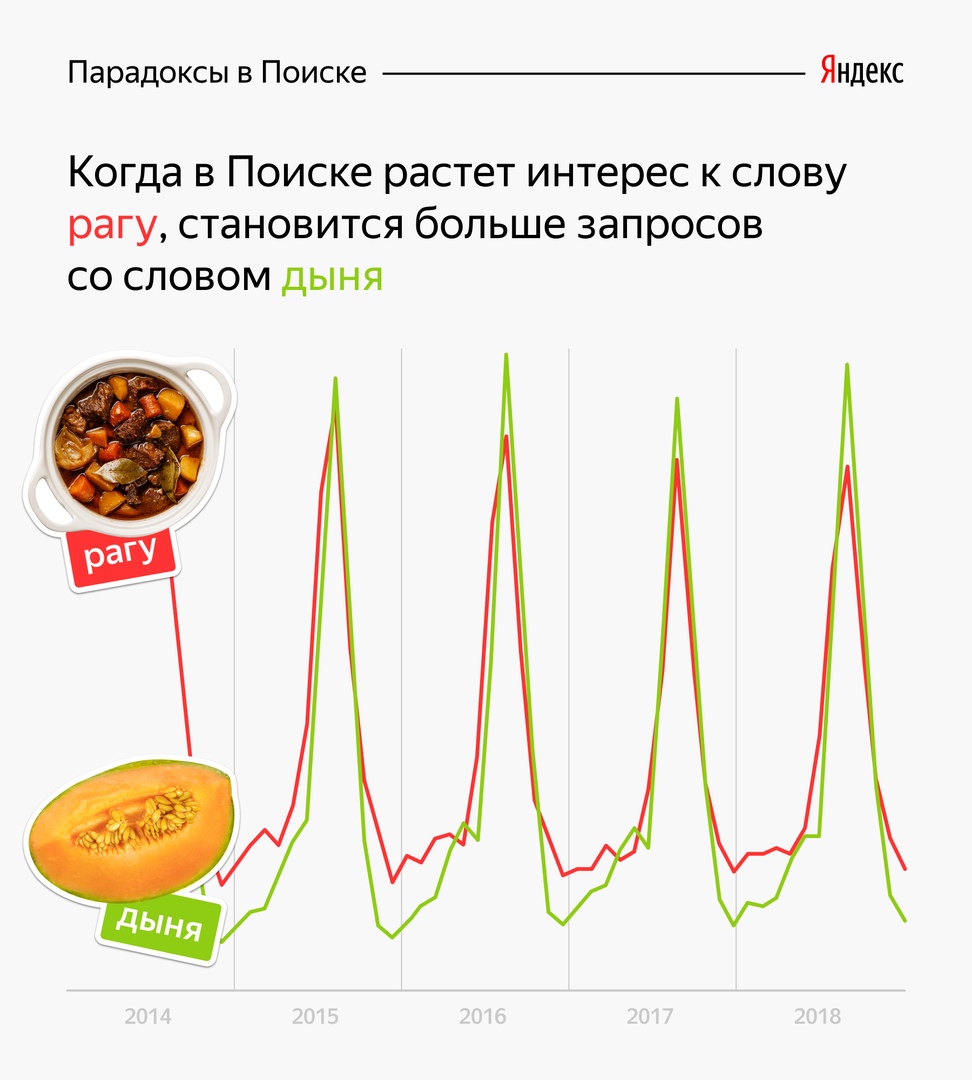 Парадоксы в Поиске
Яндекс
Когда в Поиске растет интерес к слову
рагу, становится больше запросов
со словом дыня
рагу
дыня
2014 2015 2016 2017 2018